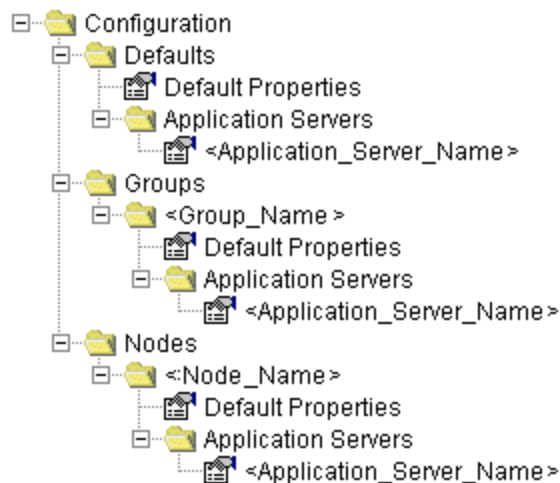 Configuration
Defaults
Default Properties
Application Servers
<Application_Server_Name>
Groups
<Group_Name>
Default Properties
Application Servers
<Application_Server_Name>
Nodes
<Node_Name>
Default Properties
Application Servers
<Application_Server_Name>